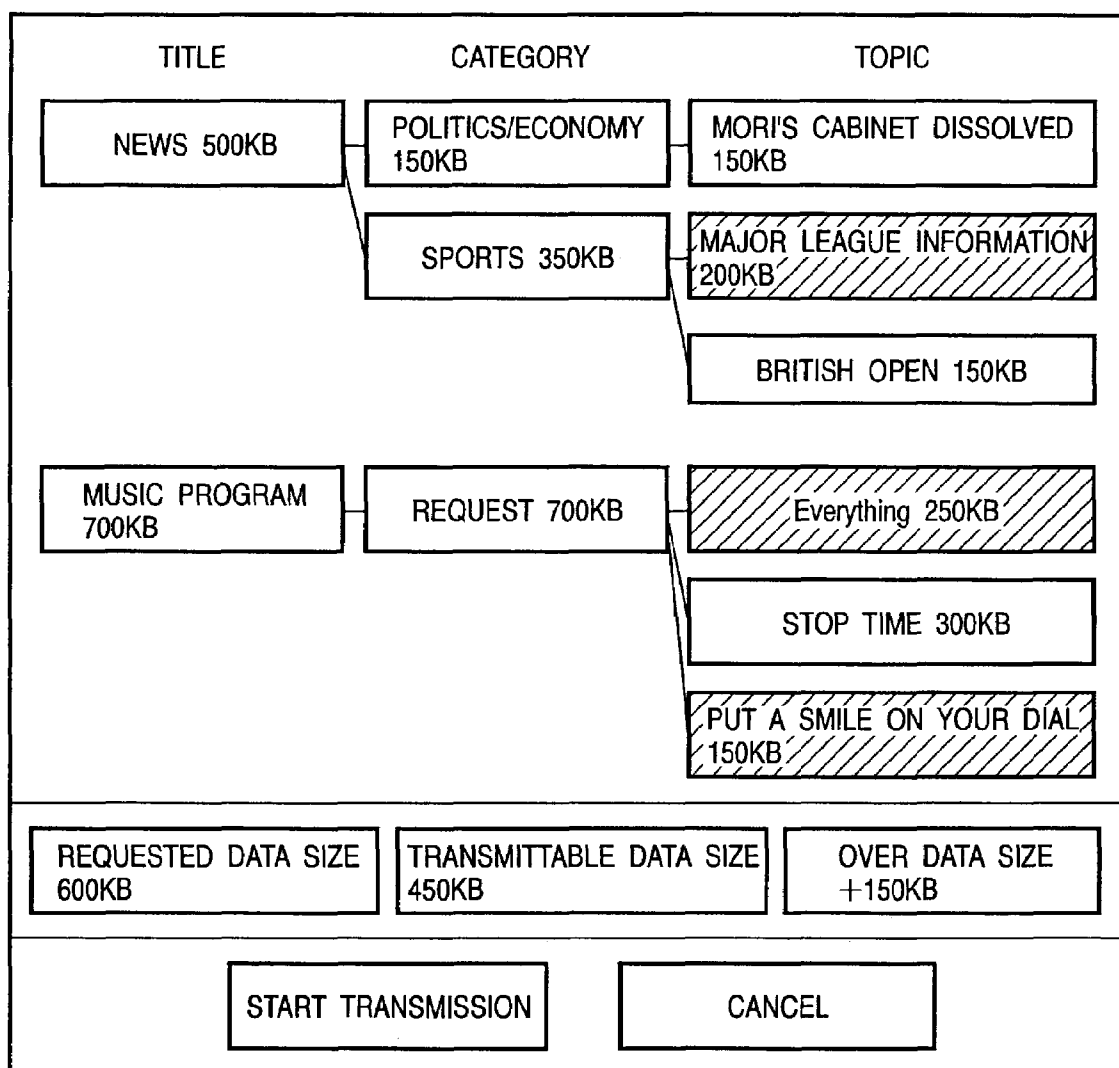 TITLE CATEGORY TOPIC
NEWS 500KB
POLITICS/ECONOMY
150KB
MORI'S CABINET DISSOLVED
150KB
SPORTS 350KB
MAJOR LEAGUE INFORMATION
200KB
BRITISH OPEN 150KB
MUSIC PROGRAM
700KB
REQUEST 700KB
Everything 250KB
STOP TIME 300KB
PUT A SMILE ON YOUR DIAL
150KB
REQUESTED DATA SIZE
600KB
TRANSMITTABLE DATA SIZE
450KB
OVER DATA SIZE
+150KB
START TRANSMISSION
CANCEL